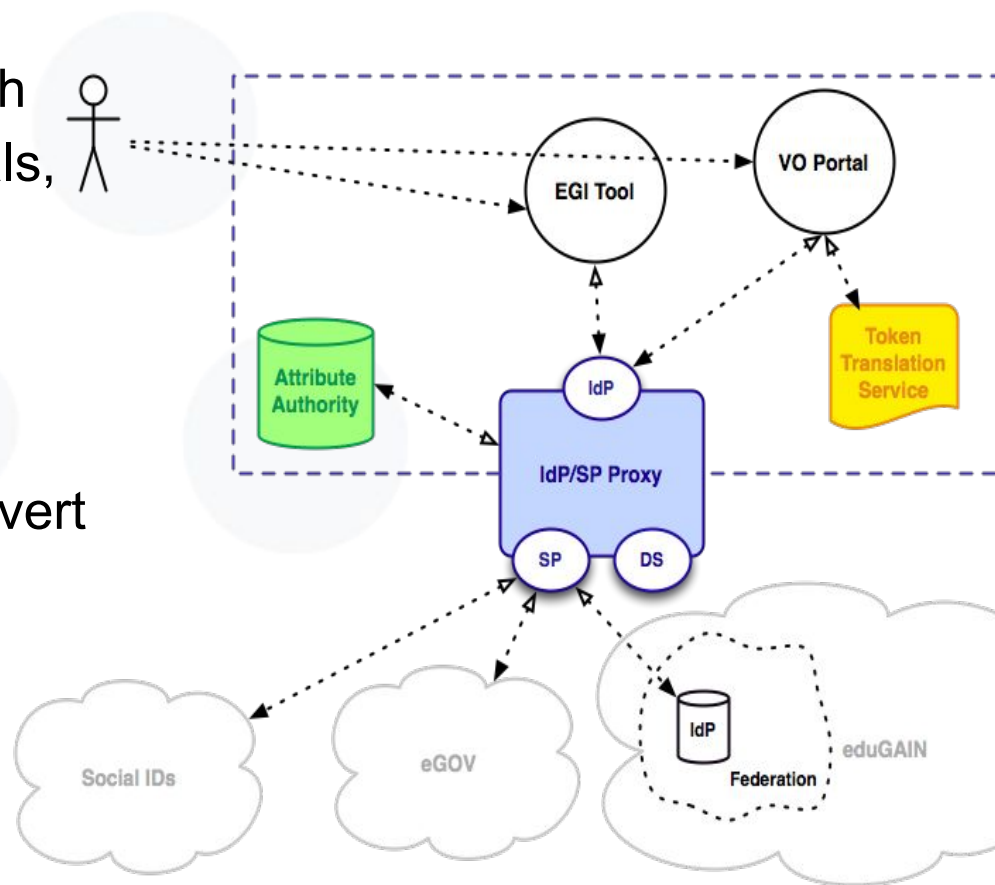 h
ls,
VO Portal
EGI Tool
Token
Translation
Service
Attribute
Authority
IdP
IdP/SP Proxy
vert
SP
DS
IdP
eduGAIN
Federation
eGOV
Social IDs